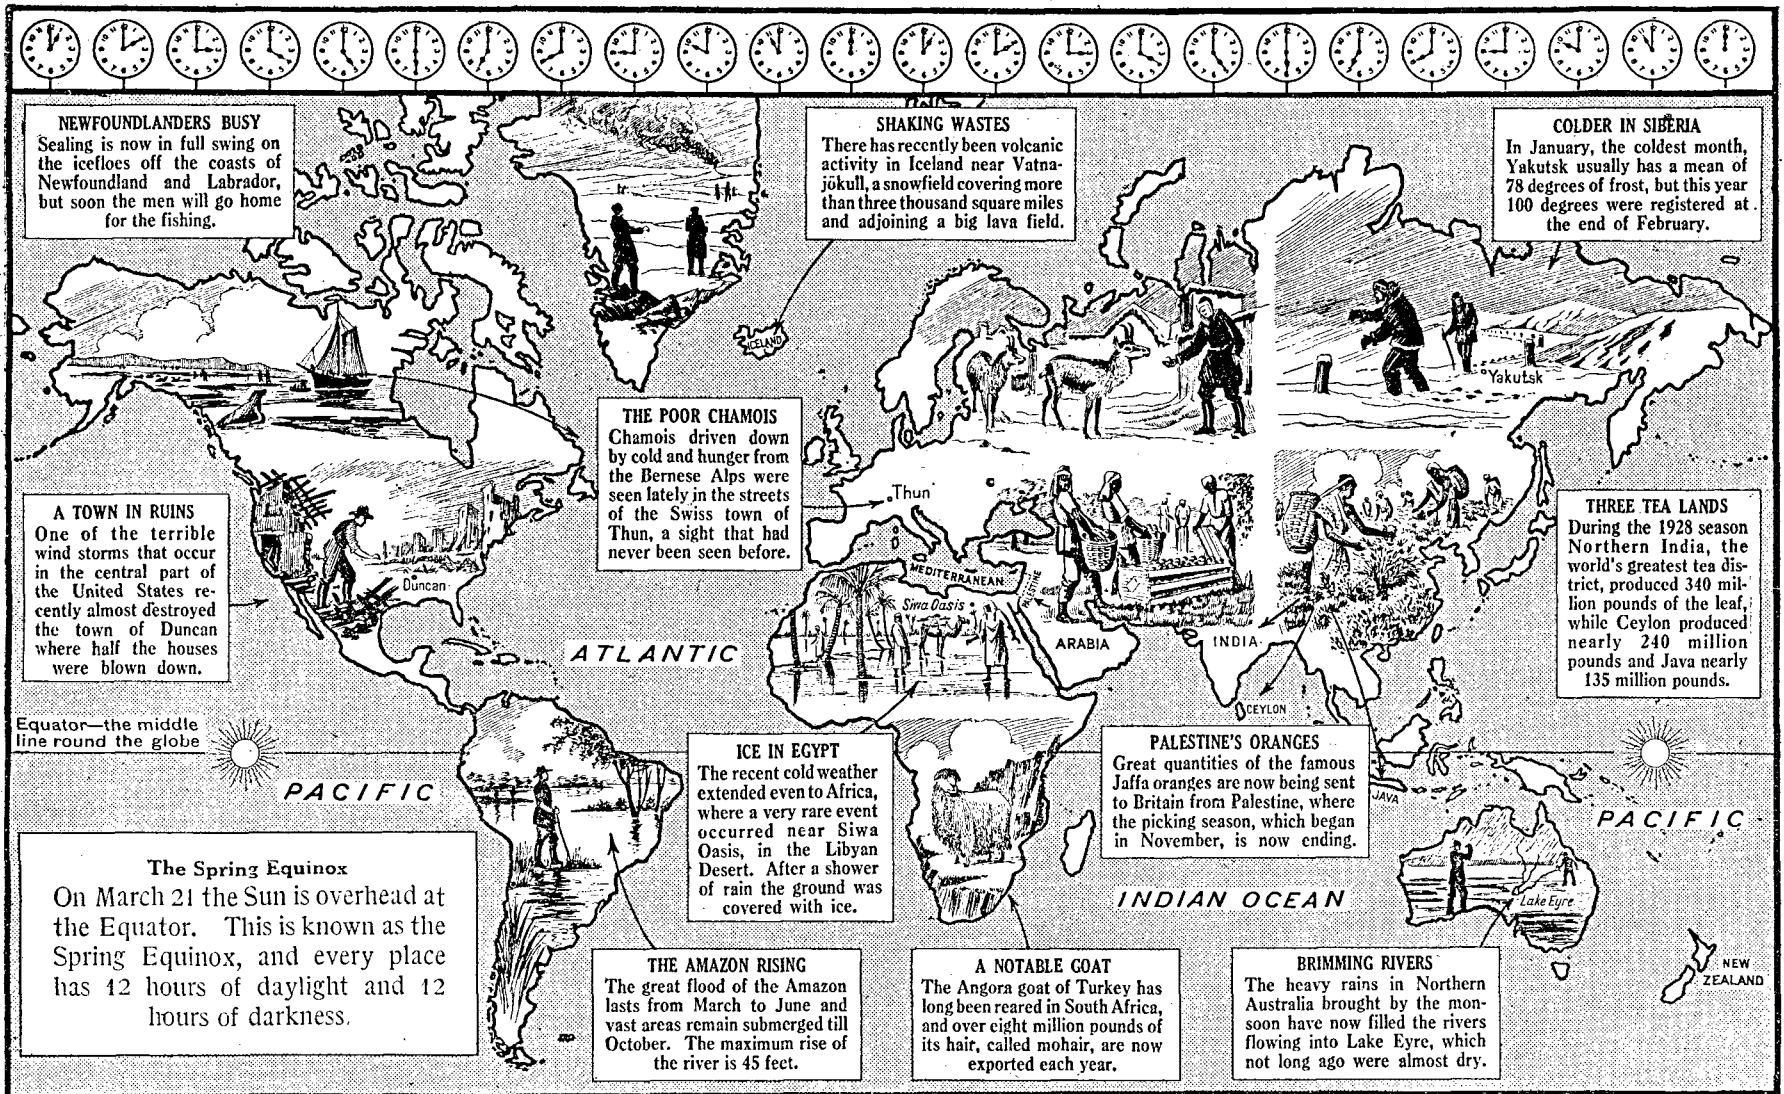 NEWFOUNDLANDERS BUSY
Sealing is now in full swing on
the icefloes off the coasts of
Newfoundland and Labrador,
but soon the men will go home
for the fishing.
SHAKING WASTES
There has recently been volcanic
activity in Iceland near Vatna-
jökull, a snowfield covering more
than three thousand square miles
and adjoining a big lava field.
COLDER IN SIBERIA
In January, the coldest month,
Yakutsk usually has a mean of
78 degrees of frost, but this year
100 degrees were registered at
the end of February.
ICELAND
Yakutsk
THE POOR CHAMOIS
Chamois driven down
by cold and hunger from
the Bernese Alps were
seen lately in the streets
of the Swiss town of
Thun, a sight that had
never been seen before.
Thun
A TOWN IN RUINS
One of the terrible
wind storms that occur
in the central part of
the United States re-
cently almost destroyed
the town of Duncan
where half the houses
were blown down.
Duncan
THREE TEA LANDS
During the 1928 season
Northern India, the
world's greatest tea dis-
trict, produced 340 mil-
lion pounds of the leaf,
while Ceylon produced
nearly 240 million
pounds and Java nearly
135 million pounds.
MEDITERRANEAN
Siwa Oasis
ARABIA
INDIA
CEYLON
ATLANTIC
Equator—the middle
line round the globe
PACIFIC
ICE IN EGYPT
The recent cold weather
extended even to Africa,
where a very rare event
occurred near Siwa
Oasis, in the Libyan
Desert. After a shower
of rain the ground was
covered with ice.
PALESTINE'S ORANGES
Great quantities of the famous
Jaffa oranges are now being sent
to Britain from Palestine, where
the picking season, which began
in November, is now ending.
JAVA
PACIFIC
The Spring Equinox
On March 21 the Sun is overhead at
the Equator. This is known as the
Spring Equinox, and every place
has 12 hours of daylight and 12
hours of darkness.
INDIAN OCEAN
Lake Eyre
NEW
ZEALAND
THE AMAZON RISING
The great flood of the Amazon
lasts from March to June and
vast areas remain submerged till
October. The maximum rise of
the river is 45 feet.
A NOTABLE GOAT
The Angora goat of Turkey has
long been reared in South Africa,
and over eight million pounds of
its hair, called mohair, are now
exported each year.
BRIMMING RIVERS
The heavy rains in Northern
Australia brought by the mon-
soon have now filled the rivers
flowing into Lake Eyre, which
not long ago were almost dry.